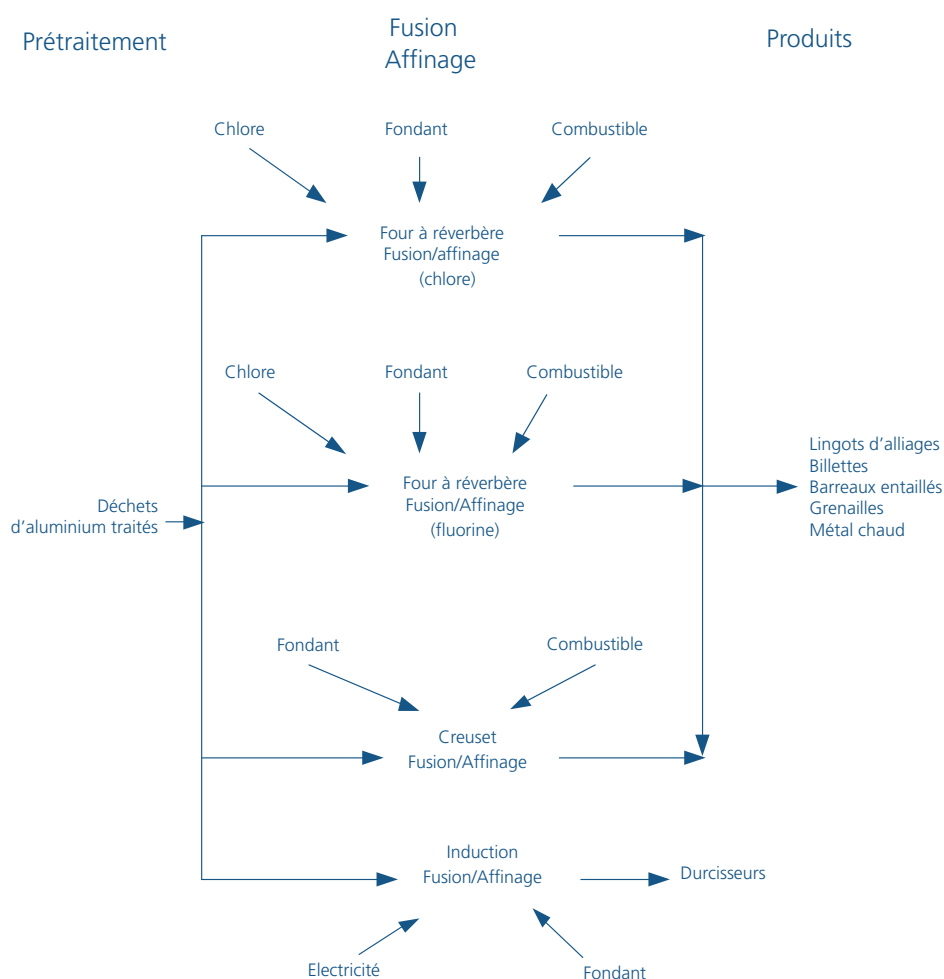 Prétraitement
Fusion
Affinage
Produits
Chlore
Fondant
Combustible
Four à réverbère
Fusion/affinage
(chlore)
Chlore
Fondant
Combustible
Four à réverbère
Fusion/Affinage
(fluorine)
Déchets
d'aluminium traités
Lingots d'alliages
Billettes
Barreaux entaillés
Grenailles
Métal chaud
Fondant
Combustible
Creuset
Fusion/Affinage
Induction
Fusion/Affinage
Durcisseurs
Electricité
Fondant